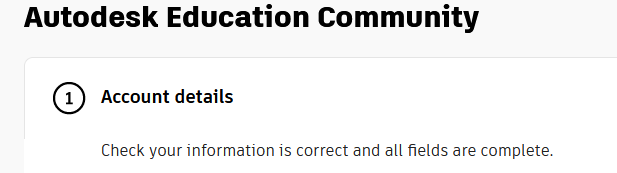 Autodesk Education Community
1 Account details
Check your information is correct and all fields are complete.